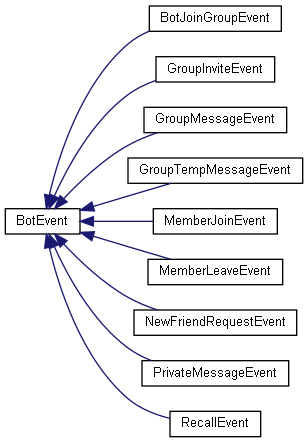 BotJoinGroupEvent
GroupInviteEvent
GroupMessageEvent
GroupTempMessageEvent
BotEvent
MemberJoinEvent
MemberLeaveEvent
NewFriendRequestEvent
PrivateMessageEvent
RecallEvent